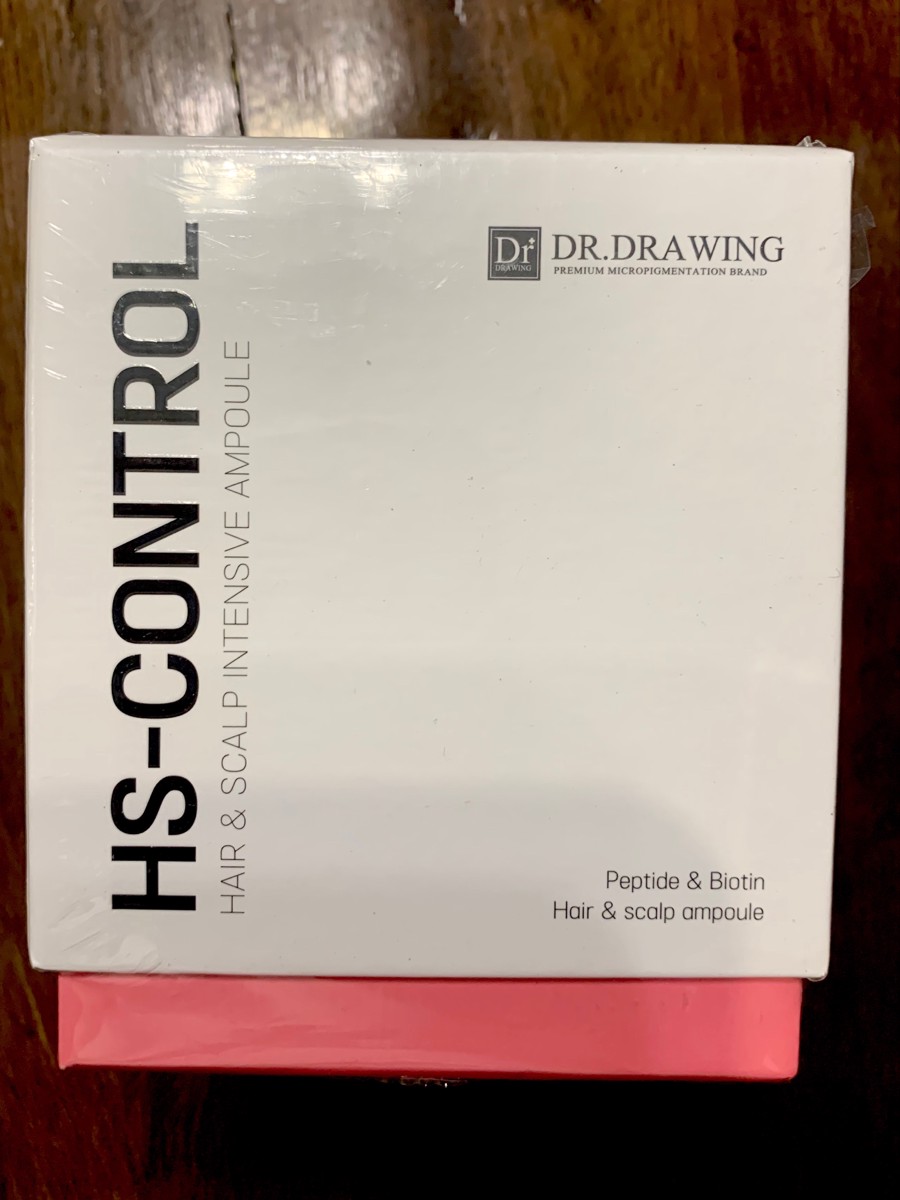 HS-CONTROL
HAIR & SCALP INTENSIVE AMPOULE
Dr
DRAWING
DR.DRAWING
PREMIUM MICROPIGMENTATION BRAND
Peptide & Biotin
Hair & scalp ampoule